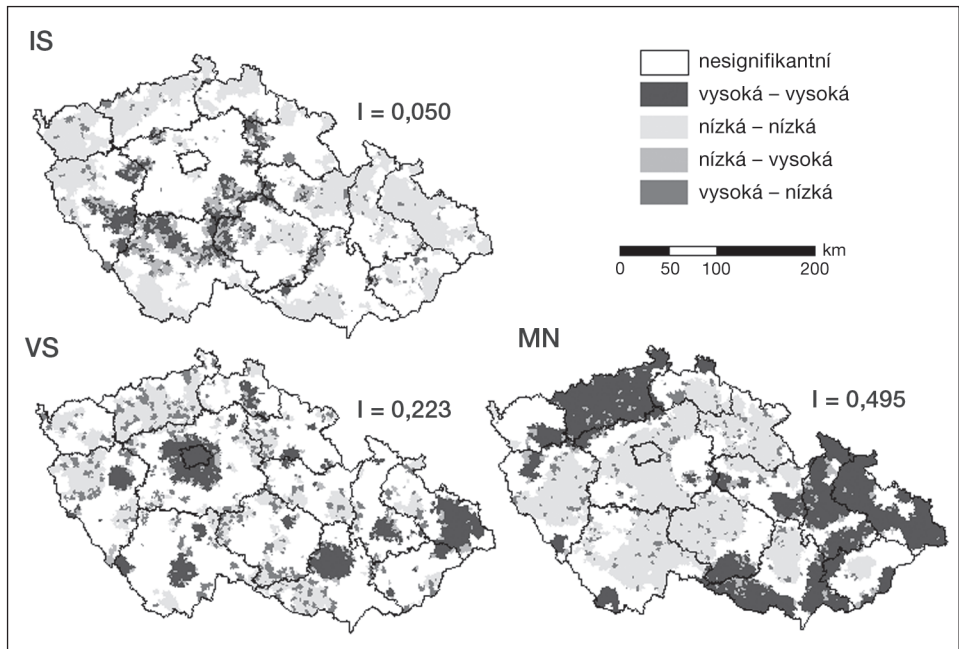 IS
I = 0,050
nesignifikantní
vysoká – vysoká
nízká – nízká
nízká – vysoká
vysoká – nízká
km
0 50 100 200
VS
I = 0,223
MN
I = 0,495